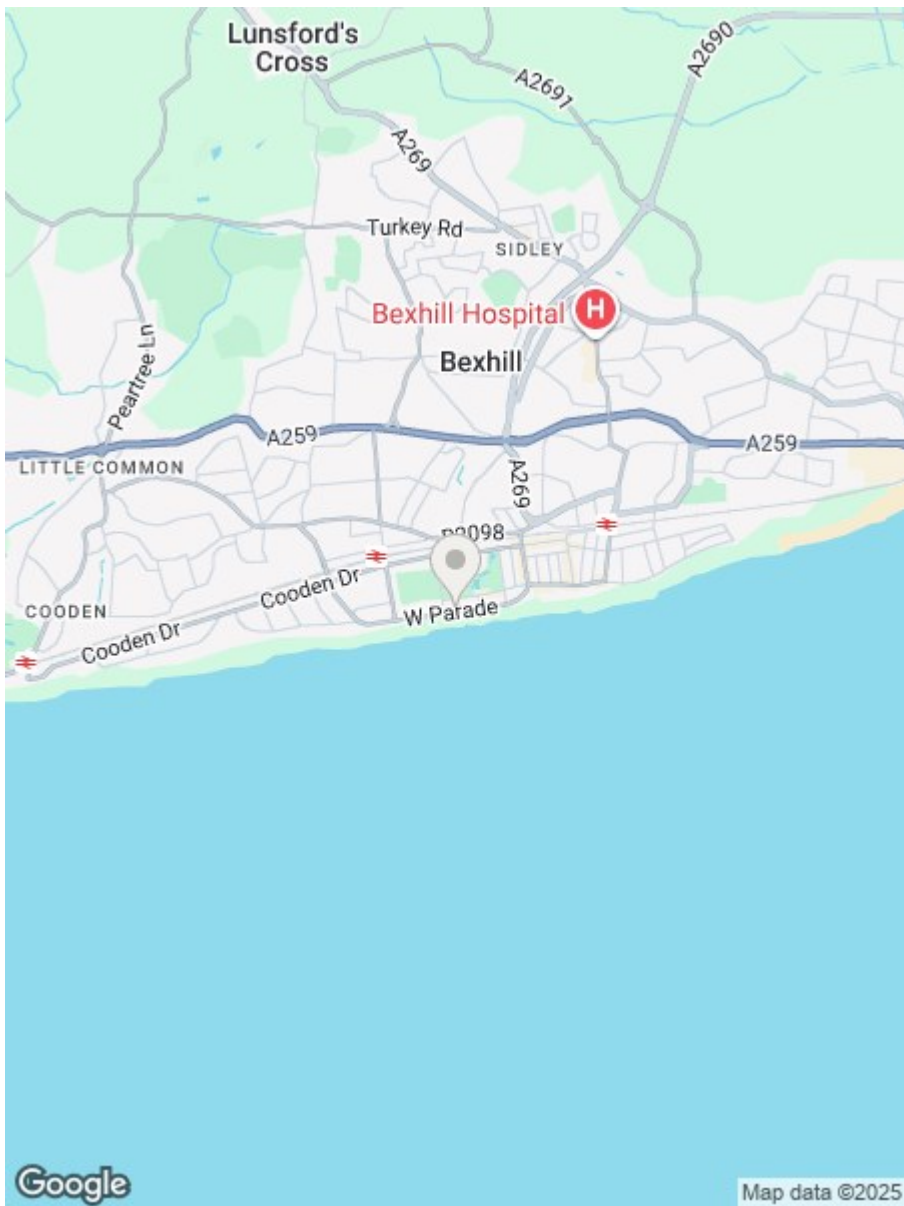 Lunsford's
Cross
A2690
A2691
A269
Turkey Rd
SIDLEY
Bexhill Hospital
H
Bexhill
Peartree Ln
A259
A259
LITTLE COMMON
A269
Cooden Dr
COODEN
W Parade
Cooden Dr
Google
Map data ©2025